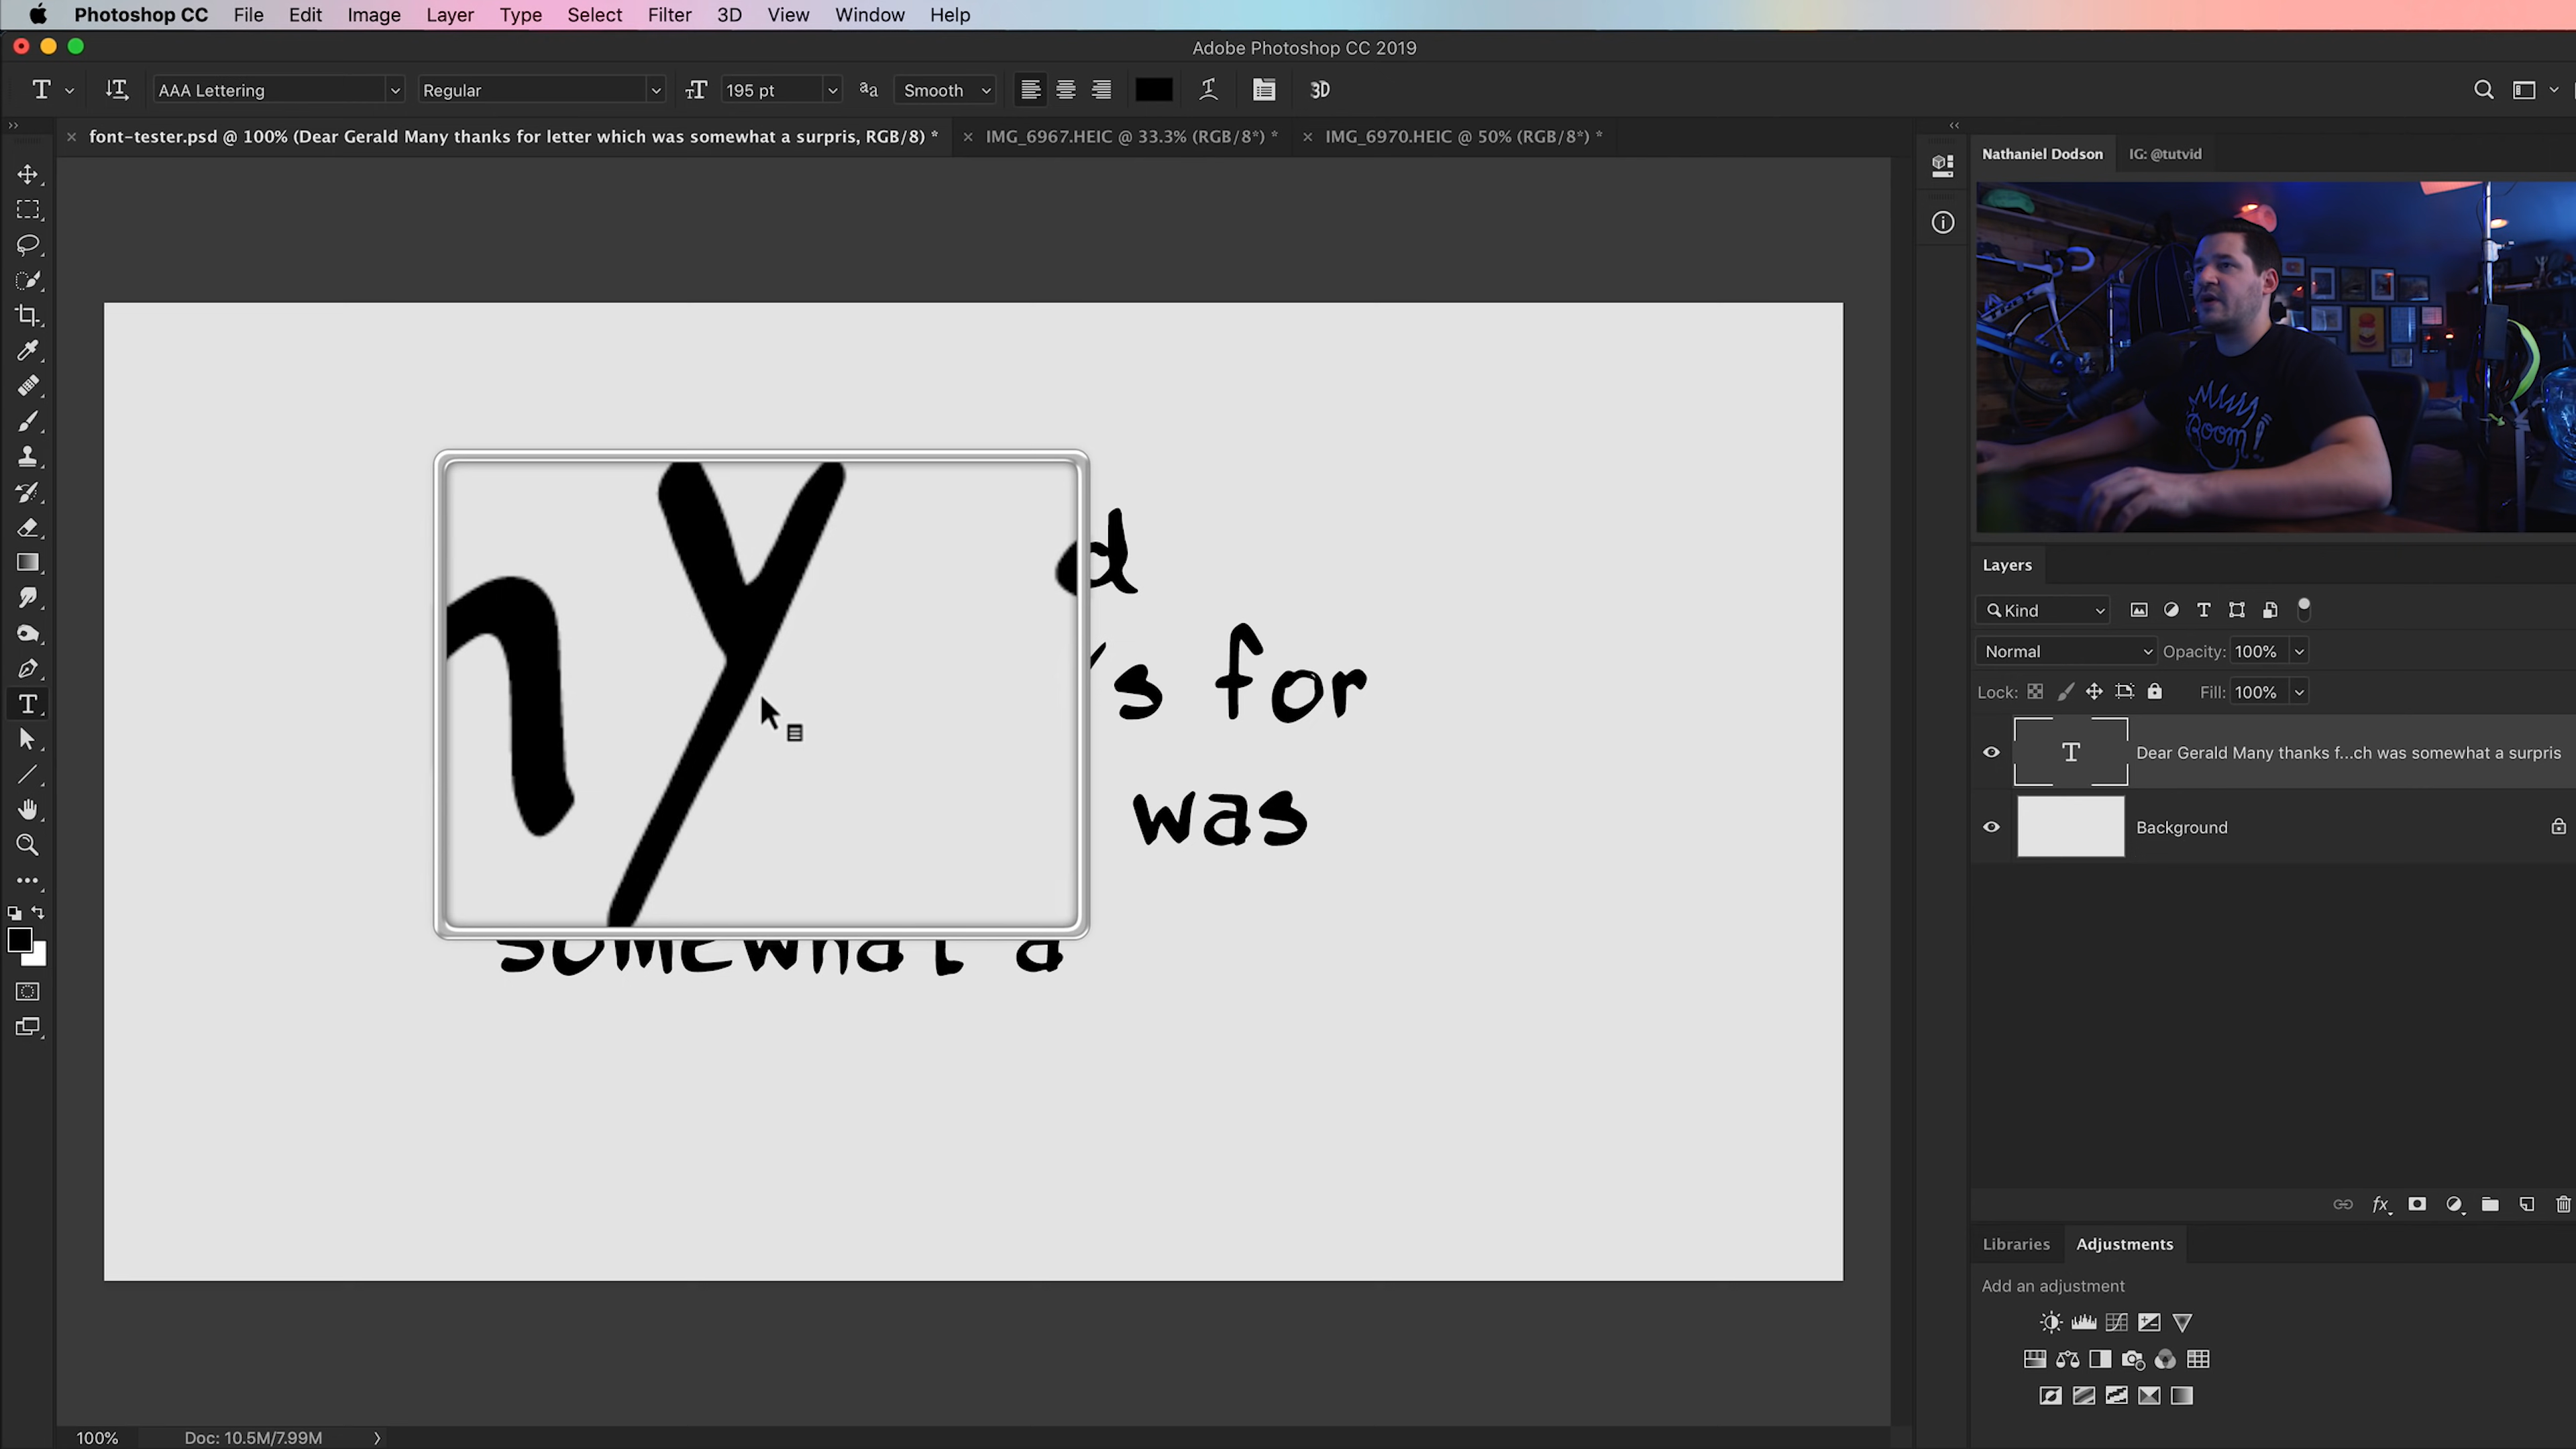 Photoshop CC File Edit Image Layer Type Select Filter 3D View Window Help
Adobe Photoshop CC 2019
AAA Lettering Regular 195 pt aa Smooth 3D
font-tester.psd @ 100% (Dear Gerald Many thanks for letter which was somewhat a surpris, RGB/8) *
IMG_6967.HEIC @ 33.3% (RGB/8*) *
IMG_6970.HEIC @ 50% (RGB/8*) *
Nathaniel Dodson IG: @tutvid
Boom!
d
y
s for
was
somewhat a
Layers
Kind
Normal Opacity: 100%
Lock: Fill: 100%
T Dear Gerald Many thanks f...ch was somewhat a surpris
Background
fx
Libraries Adjustments
Add an adjustment
100% Doc: 10.5M/7.99M